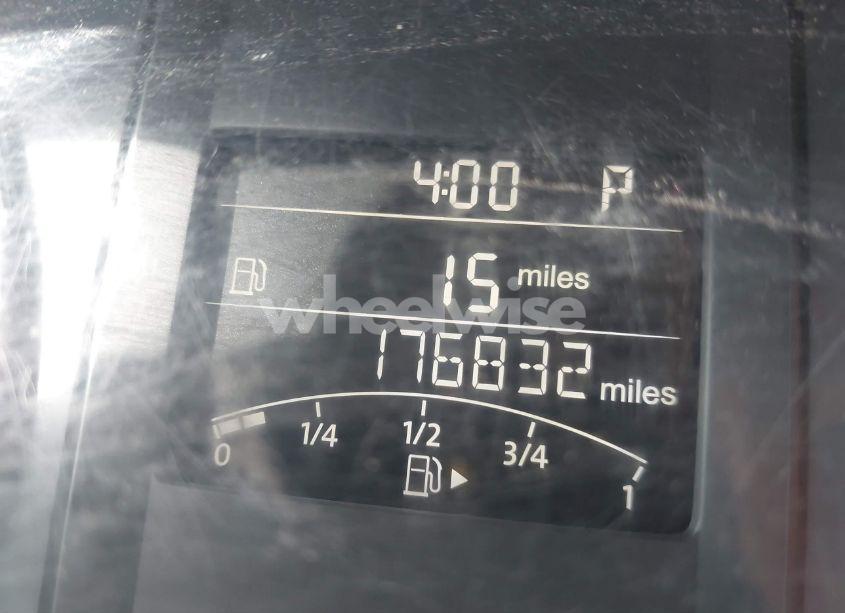 4:00 P
15 miles
wheelwise
176832 miles
0 1/4 1/2 3/4 1